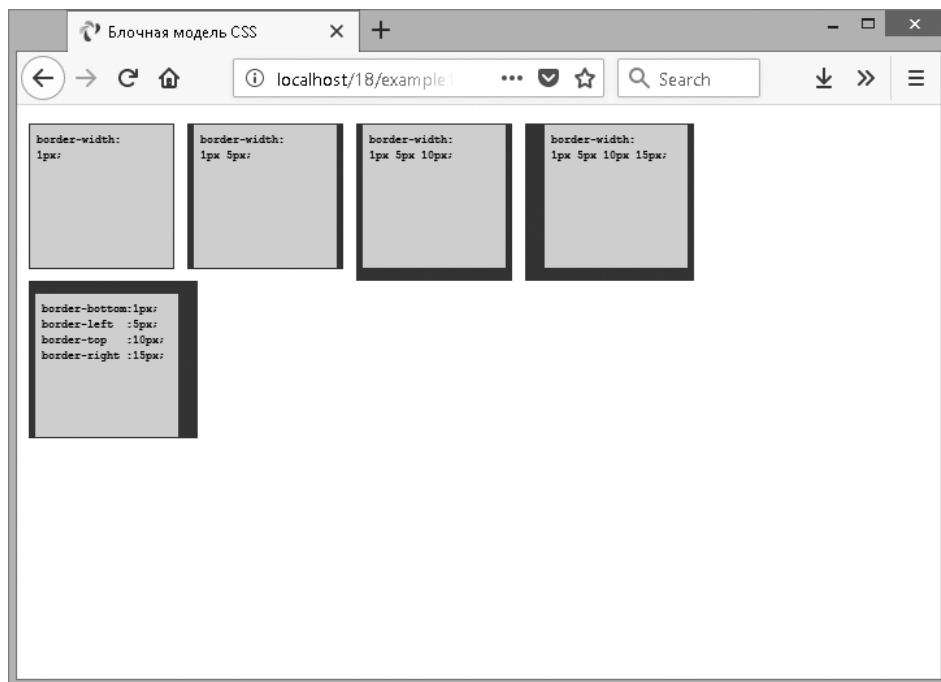 Блочная модель CSS
localhost/18/example
Search
border-width:
1px;
border-width:
1px 5px;
border-width:
1px 5px 10px;
border-width:
1px 5px 10px 15px;
border-bottom:1px;
border-left  :5px;
border-top   :10px;
border-right :15px;